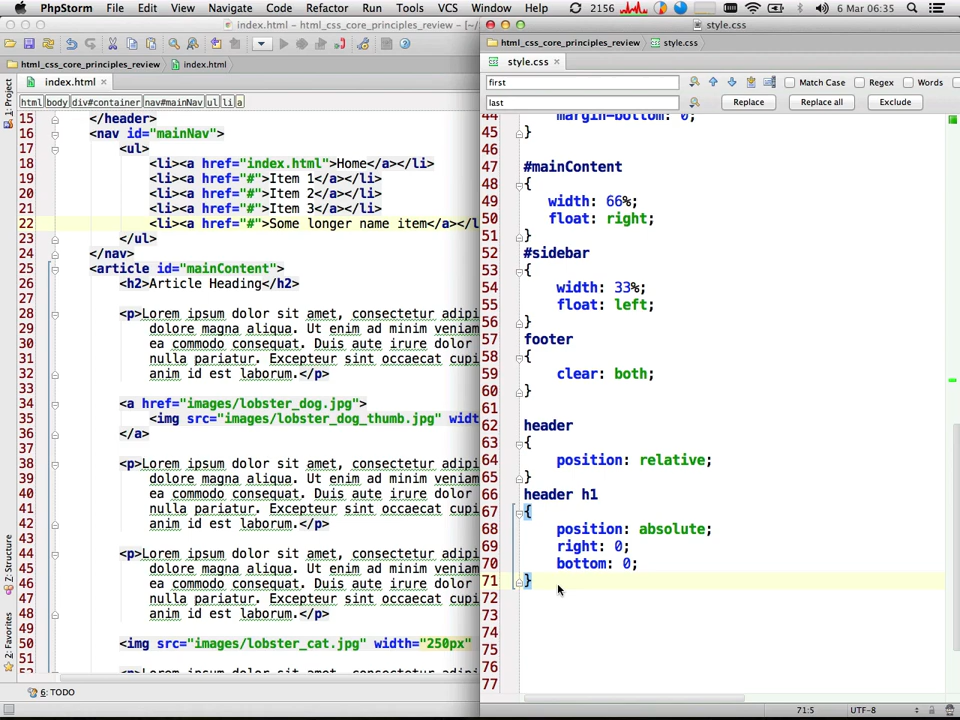 PhpStorm File Edit View Navigate Code Refactor Run Tools VCS Window Help 2156 6 Mar 06:35
index.html - html_css_core_principles_review - [~/
html_css_core_principles_review index.html
index.html
html body div#container nav#mainNav ul li a
1: Project
7: Structure
2: Favorites
15 </header>
16 <nav id="mainNav">
17 <ul>
18 <li><a href="index.html">Home</a></li>
19 <li><a href="#">Item 1</a></li>
20 <li><a href="#">Item 2</a></li>
21 <li><a href="#">Item 3</a></li>
22 <li><a href="#">Some longer name item</a></l
23 </ul>
24 </nav>
25 <article id="mainContent">
26 <h2>Article Heading</h2>
27
28 <p>Lorem ipsum dolor sit amet, consectetur adipi
29 dolore magna aliqua. Ut enim ad minim veniam
30 ea commodo consequat. Duis aute irure dolor
31 nulla pariatur. Excepteur sint occaecat cupi
32 anim id est laborum.</p>
33
34 <a href="images/lobster_dog.jpg">
35 <img src="images/lobster_dog_thumb.jpg" widt
36 </a>
37
38 <p>Lorem ipsum dolor sit amet, consectetur adipi
39 dolore magna aliqua. Ut enim ad minim veniam
40 ea commodo consequat. Duis aute irure dolor
41 nulla pariatur. Excepteur sint occaecat cupi
42 anim id est laborum.</p>
43
44 <p>Lorem ipsum dolor sit amet, consectetur adipi
45 dolore magna aliqua. Ut enim ad minim veniam
46 ea commodo consequat. Duis aute irure dolor
47 nulla pariatur. Excepteur sint occaecat cupi
48 anim id est laborum.</p>
49
50 <img src="images/lobster_cat.jpg" width="250px"
51
6: TODO
style.css
html_css_core_principles_review style.css
style.css
first Match Case Regex Words
last Replace Replace all Exclude
44 margin-bottom: 0;
45 }
46
47 #mainContent
48 {
49 width: 66%;
50 float: right;
51 }
52 #sidebar
53 {
54 width: 33%;
55 float: left;
56 }
57 footer
58 {
59 clear: both;
60 }
61
62 header
63 {
64 position: relative;
65 }
66 header h1
67 {
68 position: absolute;
69 right: 0;
70 bottom: 0;
71 }
72
73
74
75
76
77
71:5 UTF-8